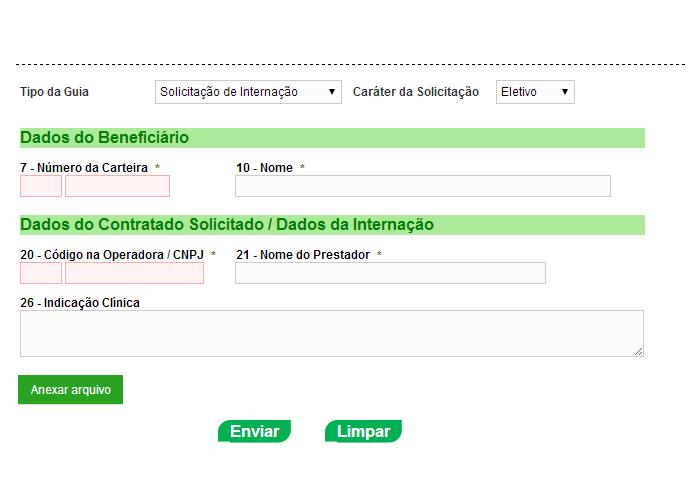 Tipo da Guia Solicitação de Internação Caráter da Solicitação Eletivo
Dados do Beneficiário
7 - Número da Carteira * 10 - Nome *
Dados do Contratado Solicitado / Dados da Internação
20 - Código na Operadora / CNPJ * 21 - Nome do Prestador *
26 - Indicação Clínica
Anexar arquivo
Enviar Limpar